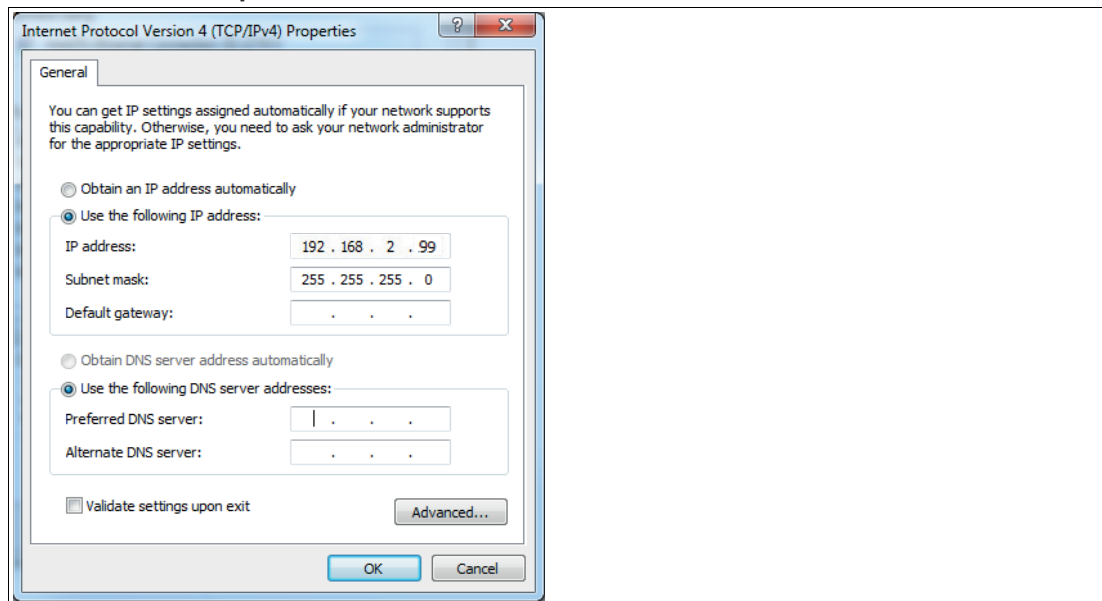 Internet Protocol Version 4 (TCP/IPv4) Properties
?
General
You can get IP settings assigned automatically if your network supports
this capability. Otherwise, you need to ask your network administrator
for the appropriate IP settings.
Obtain an IP address automatically
Use the following IP address:
IP address: 192 . 168 . 2 . 99
Subnet mask: 255 . 255 . 255 . 0
Default gateway: . . .
Obtain DNS server address automatically
Use the following DNS server addresses:
Preferred DNS server: . . .
Alternate DNS server: . . .
Validate settings upon exit
Advanced...
OK Cancel